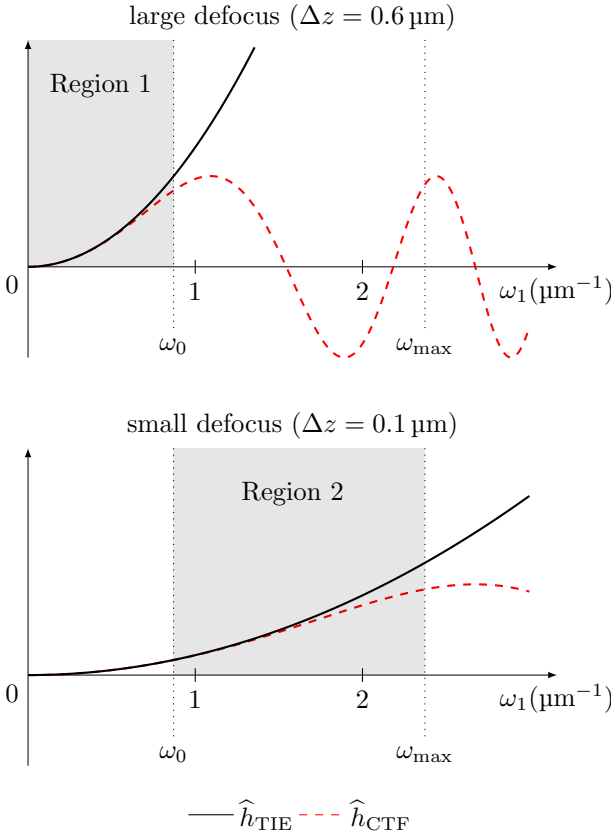 large defocus (Δz = 0.6 µm)
Region 1
0
1
2
ω₁(µm⁻¹)
ω₀
ω_max
small defocus (Δz = 0.1 µm)
Region 2
0
1
2
ω₁(µm⁻¹)
ω₀
ω_max
ĥ_TIE ĥ_CTF